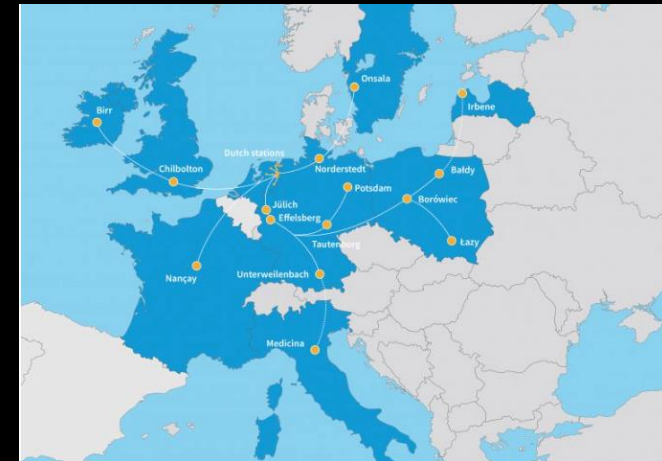 Onsala
Irbene
Birr
Dutch stations
Chilbolton
Norderstedt
Bałdy
Potsdam
Borówiec
Jülich
Effelsberg
Tautenburg
Łazy
Nançay
Unterweilenbach
Medicina